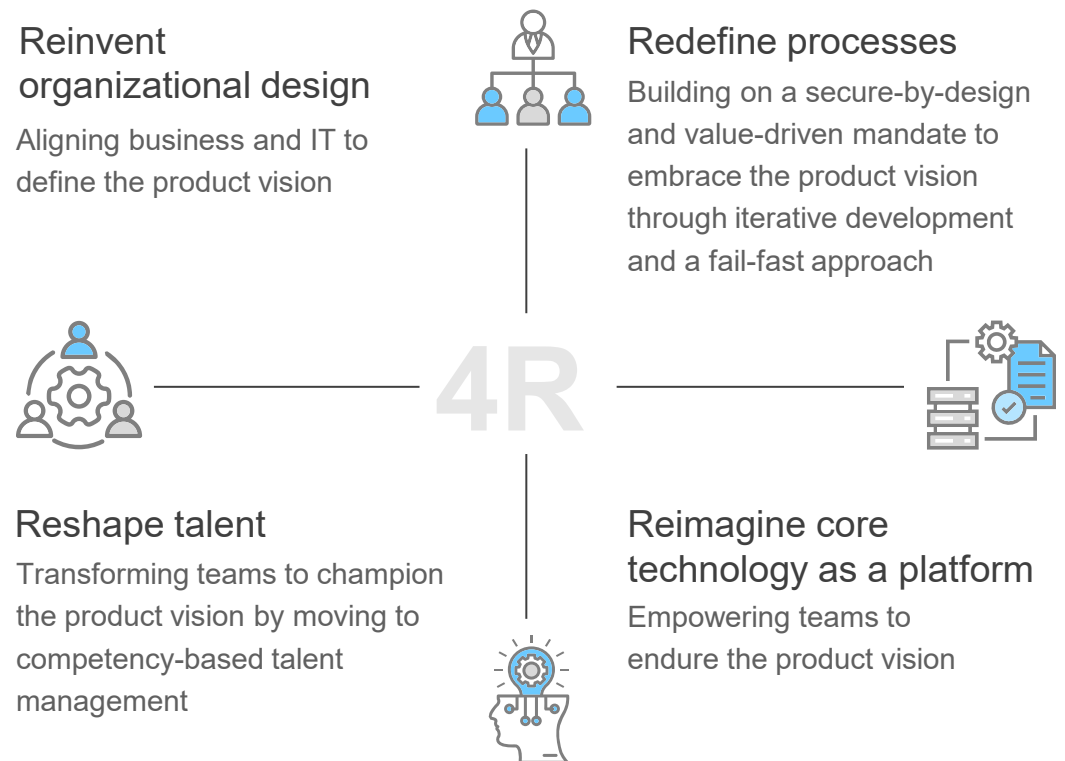 Reinvent
organizational design
Aligning business and IT to
define the product vision
Redefine processes
Building on a secure-by-design
and value-driven mandate to
embrace the product vision
through iterative development
and a fail-fast approach
4R
Reshape talent
Transforming teams to champion
the product vision by moving to
competency-based talent
management
Reimagine core
technology as a platform
Empowering teams to
endure the product vision